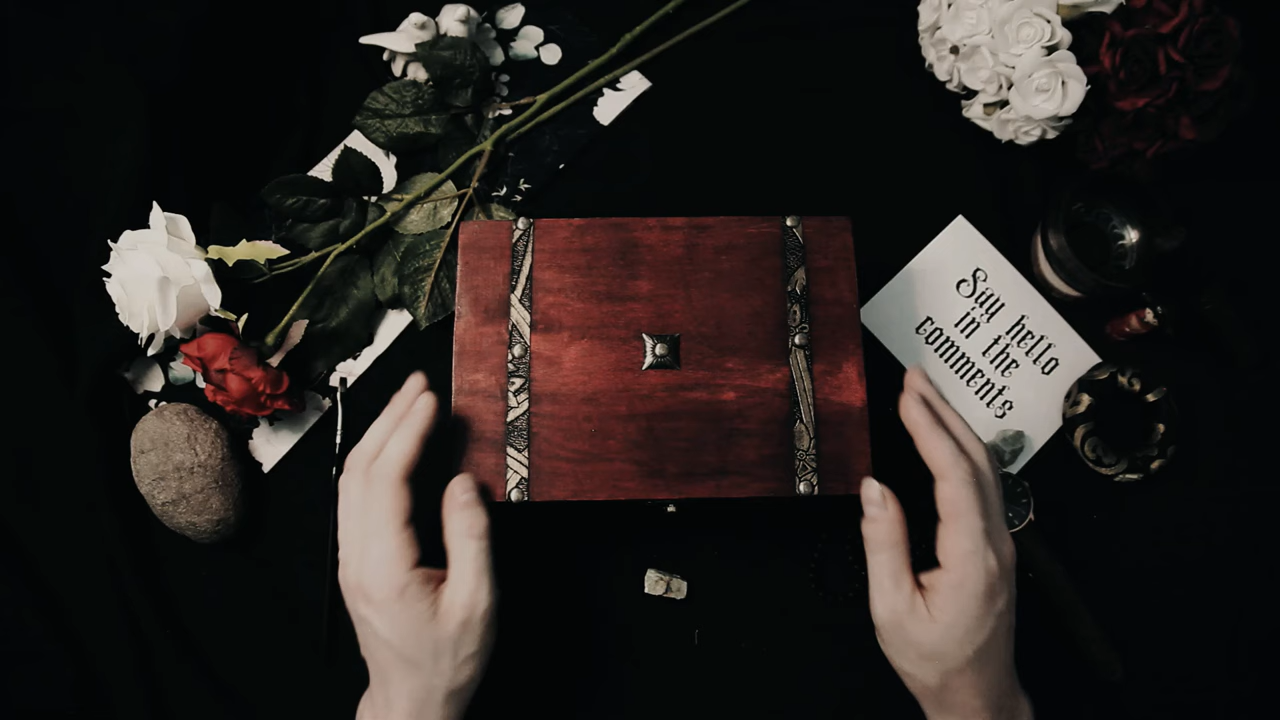 Say hello
in the
comments